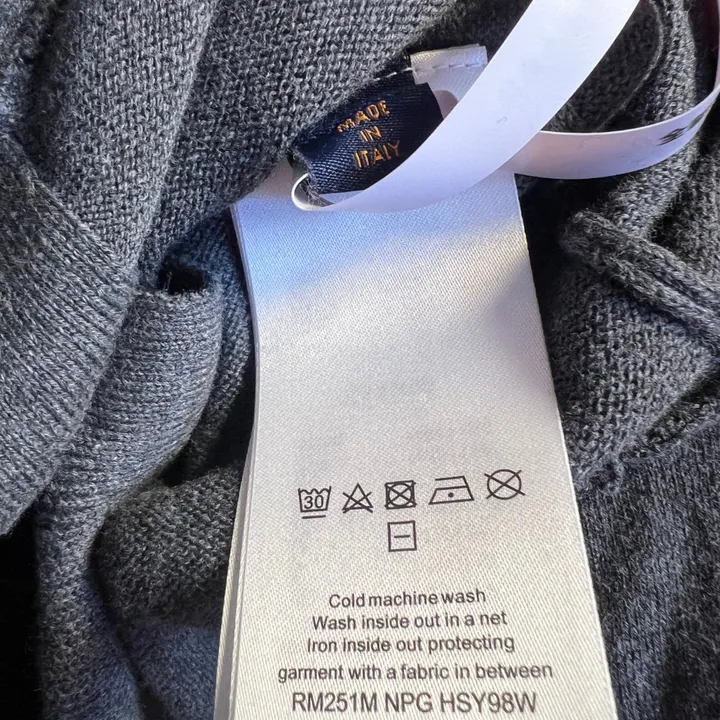 MADE
IN
ITALY
30
Cold machine wash
Wash inside out in a net
Iron inside out protecting
garment with a fabric in between
RM251M NPG HSY98W